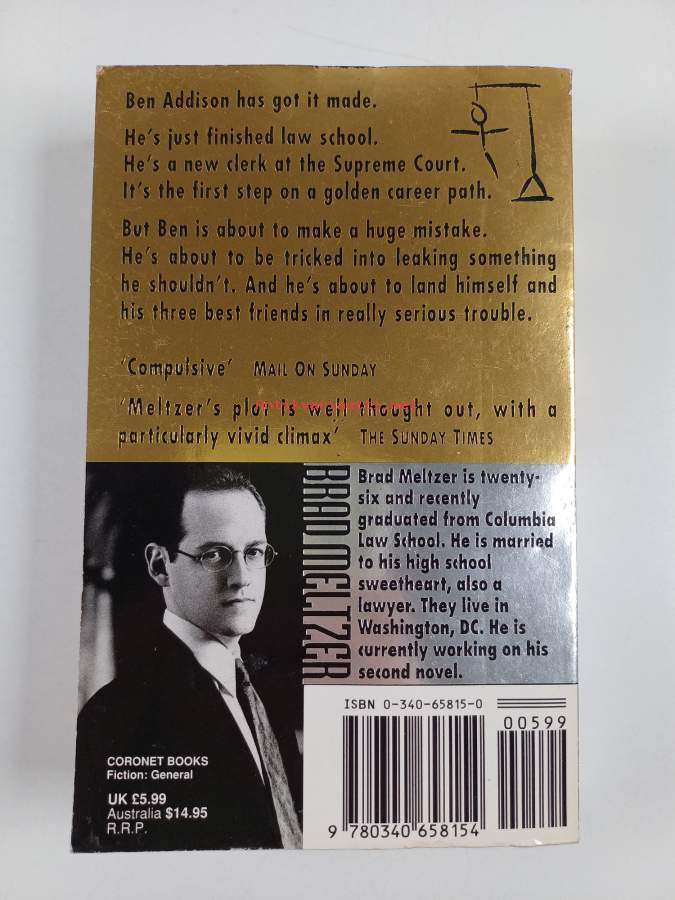 Ben Addison has got it made.
He's just finished law school.
He's a new clerk at the Supreme Court.
It's the first step on a golden career path.
But Ben is about to make a huge mistake.
He's about to be tricked into leaking something
he shouldn't. And he's about to land himself and
his three best friends in really serious trouble.
'Compulsive' MAIL ON SUNDAY
'Meltzer's plot is well thought out, with a
particularly vivid climax' THE SUNDAY TIMES
BRAD MELTZER
Brad Meltzer is twenty-
six and recently
graduated from Columbia
Law School. He is married
to his high school
sweetheart, also a
lawyer. They live in
Washington, DC. He is
currently working on his
second novel.
CORONET BOOKS
Fiction: General
UK £5.99
Australia $14.95
R.R.P.
ISBN 0-340-65815-0
00599
9 780340 658154